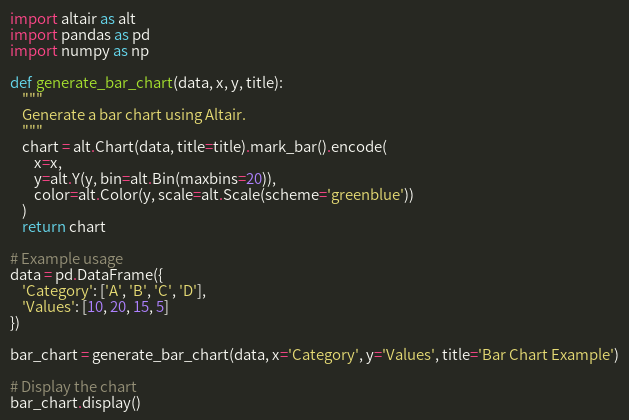 import altair as alt
import pandas as pd
import numpy as np

def generate_bar_chart(data, x, y, title):
    """
    Generate a bar chart using Altair.
    """
    chart = alt.Chart(data, title=title).mark_bar().encode(
        x=x,
        y=alt.Y(y, bin=alt.Bin(maxbins=20)),
        color=alt.Color(y, scale=alt.Scale(scheme='greenblue'))
    )
    return chart

# Example usage
data = pd.DataFrame({
    'Category': ['A', 'B', 'C', 'D'],
    'Values': [10, 20, 15, 5]
})

bar_chart = generate_bar_chart(data, x='Category', y='Values', title='Bar Chart Example')

# Display the chart
bar_chart.display()